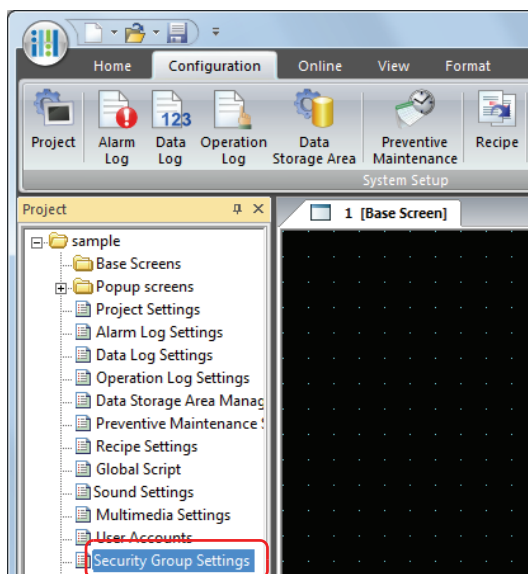 Home Configuration Online View Format
Project Alarm Log Data Log Operation Log Data Storage Area Preventive Maintenance Recipe
System Setup
Project
1 [Base Screen]
sample
Base Screens
Popup screens
Project Settings
Alarm Log Settings
Data Log Settings
Operation Log Settings
Data Storage Area Manag
Preventive Maintenance
Recipe Settings
Global Script
Sound Settings
Multimedia Settings
User Accounts
Security Group Settings